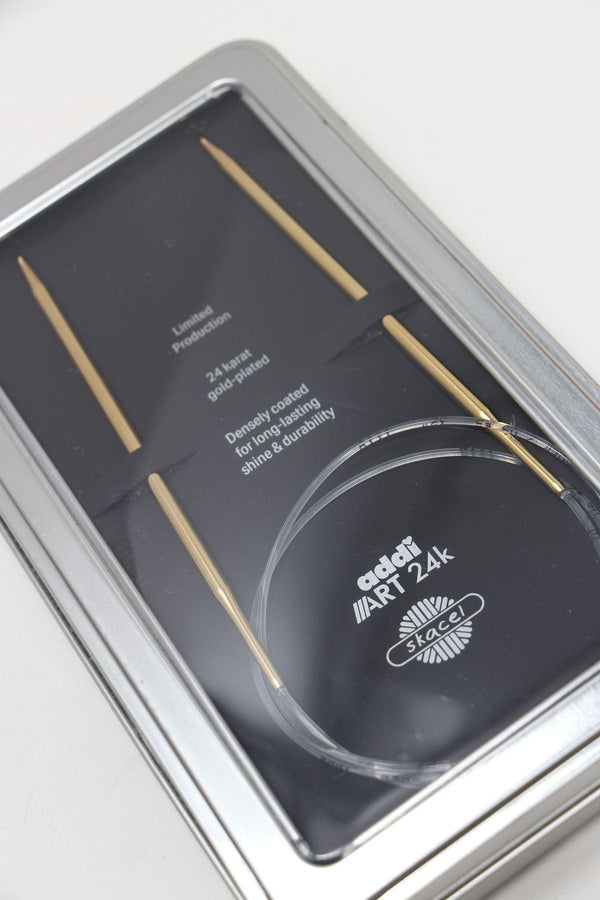 Limited
Production
24 karat
gold-plated
Densely coated
for long-lasting
shine & durability
addi
ART 24k
skacel